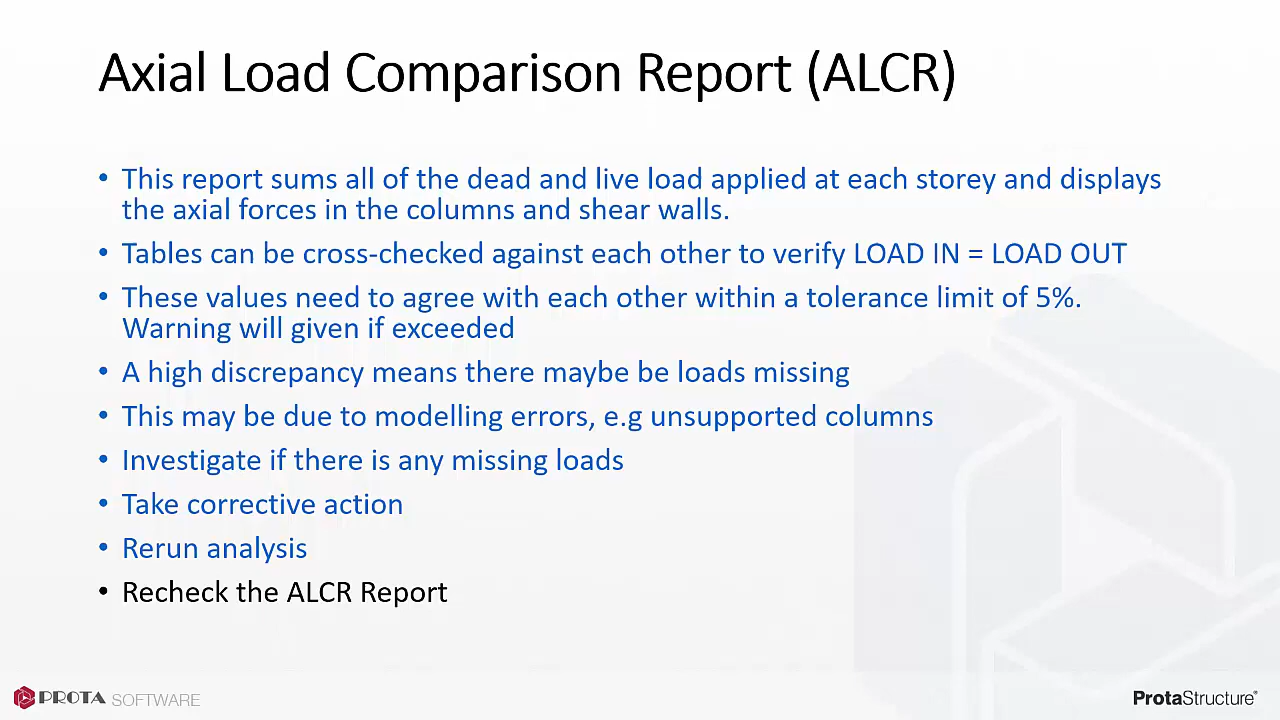 Axial Load Comparison Report (ALCR)
• This report sums all of the dead and live load applied at each storey and displays
the axial forces in the columns and shear walls.
• Tables can be cross-checked against each other to verify LOAD IN = LOAD OUT
• These values need to agree with each other within a tolerance limit of 5%.
Warning will given if exceeded
• A high discrepancy means there maybe be loads missing
• This may be due to modelling errors, e.g unsupported columns
• Investigate if there is any missing loads
• Take corrective action
• Rerun analysis
• Recheck the ALCR Report
PROTA SOFTWARE
ProtaStructure®